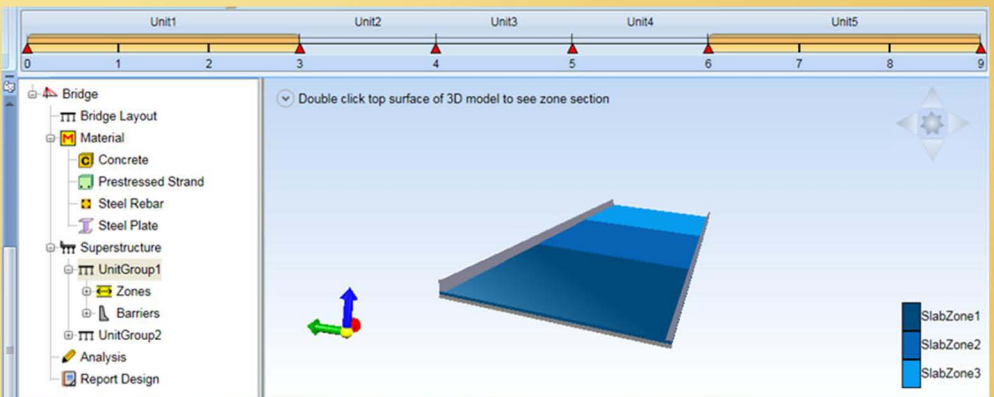 Unit1 Unit2 Unit3 Unit4 Unit5
0 1 2 3 4 5 6 7 8 9
Bridge
Bridge Layout
Material
M
Concrete
C
Prestressed Strand
Steel Rebar
Steel Plate
Superstructure
UnitGroup1
Zones
Barriers
UnitGroup2
Analysis
Report Design
Double click top surface of 3D model to see zone section
SlabZone1
SlabZone2
SlabZone3